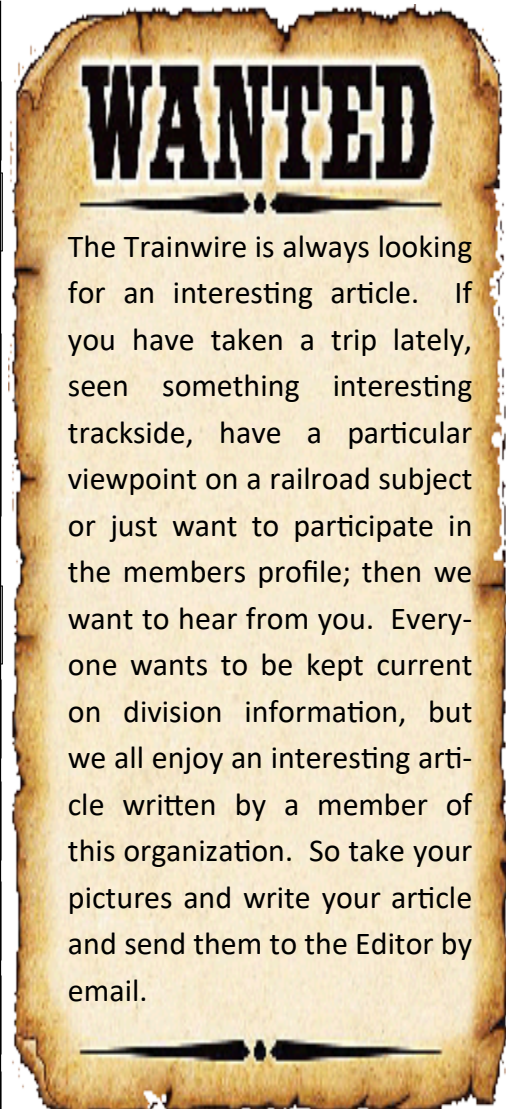 WANTED
The Trainwire is always looking
for an interesting article. If
you have taken a trip lately,
seen something interesting
trackside, have a particular
viewpoint on a railroad subject
or just want to participate in
the members profile; then we
want to hear from you. Every-
one wants to be kept current
on division information, but
we all enjoy an interesting arti-
cle written by a member of
this organization. So take your
pictures and write your article
and send them to the Editor by
email.